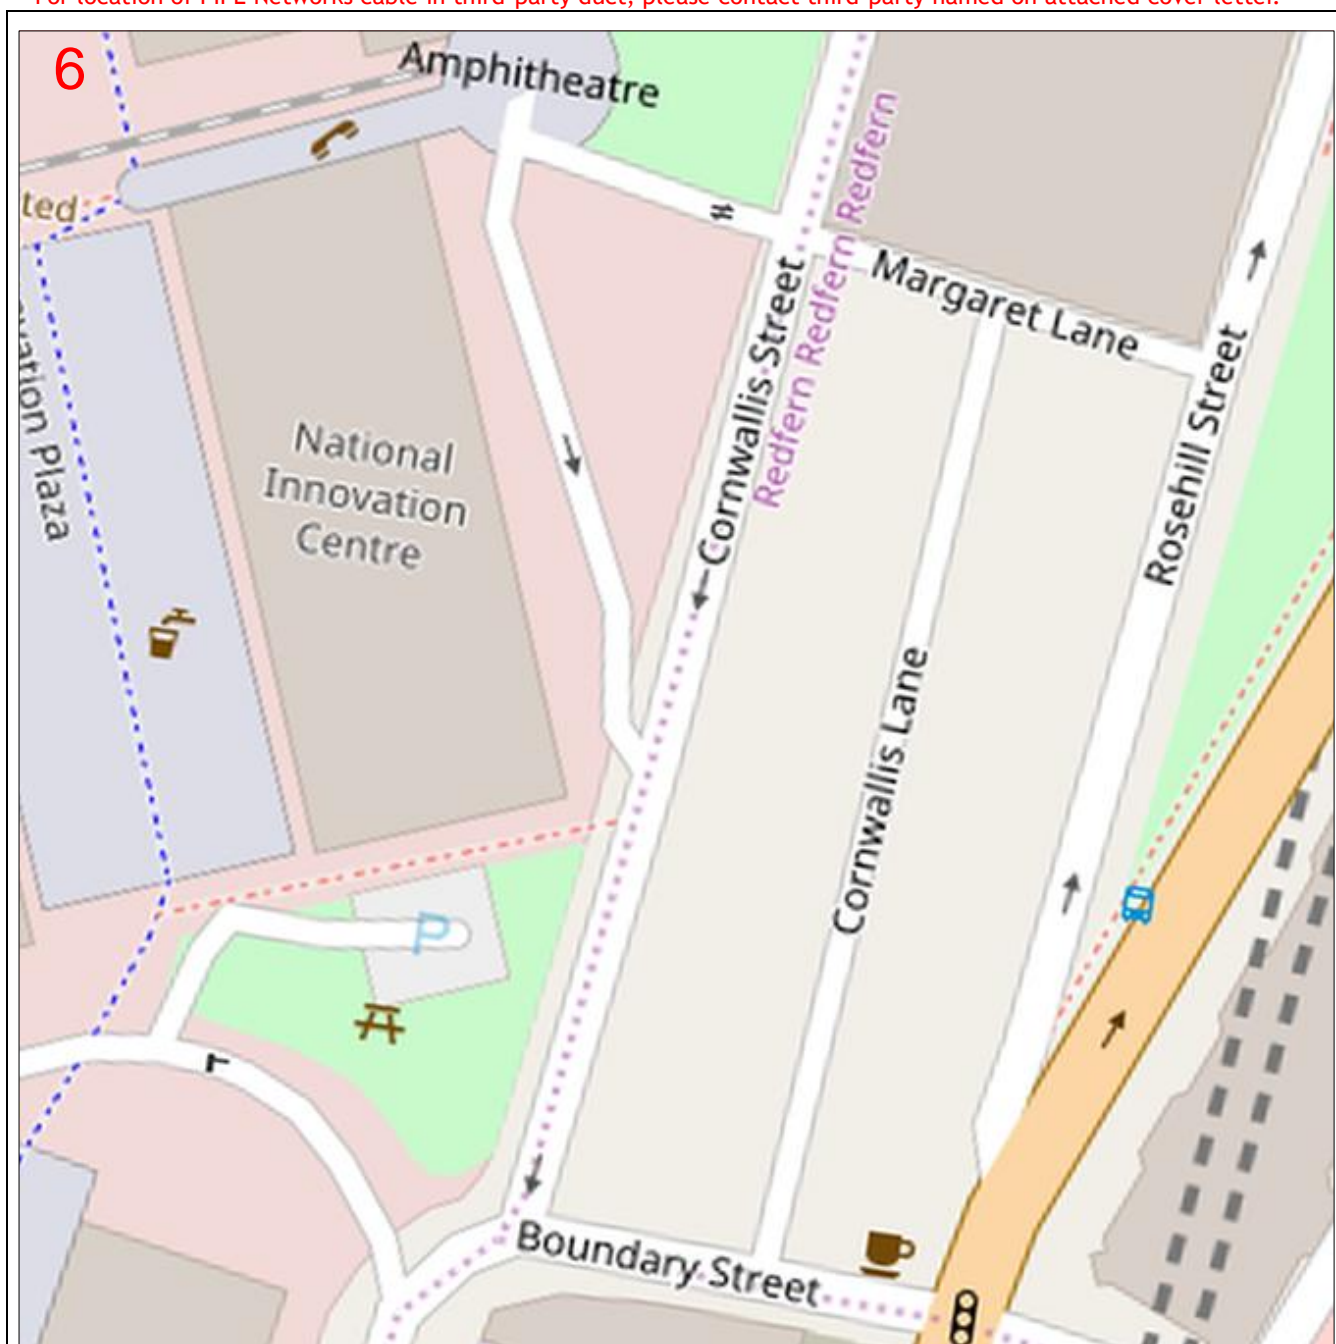 For location of PIPE Networks cable in third-party duct, please contact third-party named on attached cover letter.
6
Amphitheatre
ted
Redfern Redfern Redfern
Margaret Lane
Cornwallis Street
Rosehill Street
vation Plaza
National
Innovation
Centre
Cornwallis Lane
P
Boundary Street